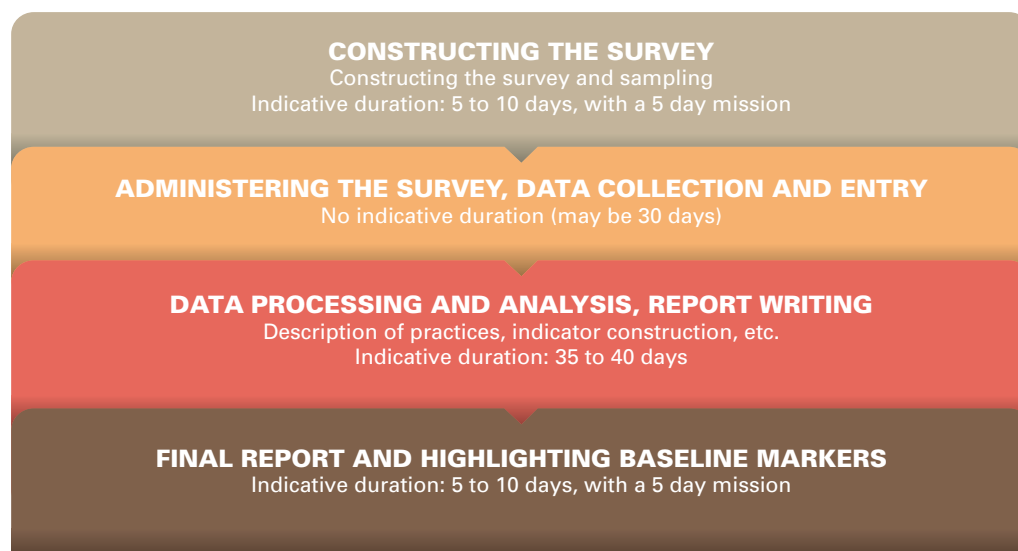 CONSTRUCTING THE SURVEY
Constructing the survey and sampling
Indicative duration: 5 to 10 days, with a 5 day mission
ADMINISTERING THE SURVEY, DATA COLLECTION AND ENTRY
No indicative duration (may be 30 days)
DATA PROCESSING AND ANALYSIS, REPORT WRITING
Description of practices, indicator construction, etc.
Indicative duration: 35 to 40 days
FINAL REPORT AND HIGHLIGHTING BASELINE MARKERS
Indicative duration: 5 to 10 days, with a 5 day mission